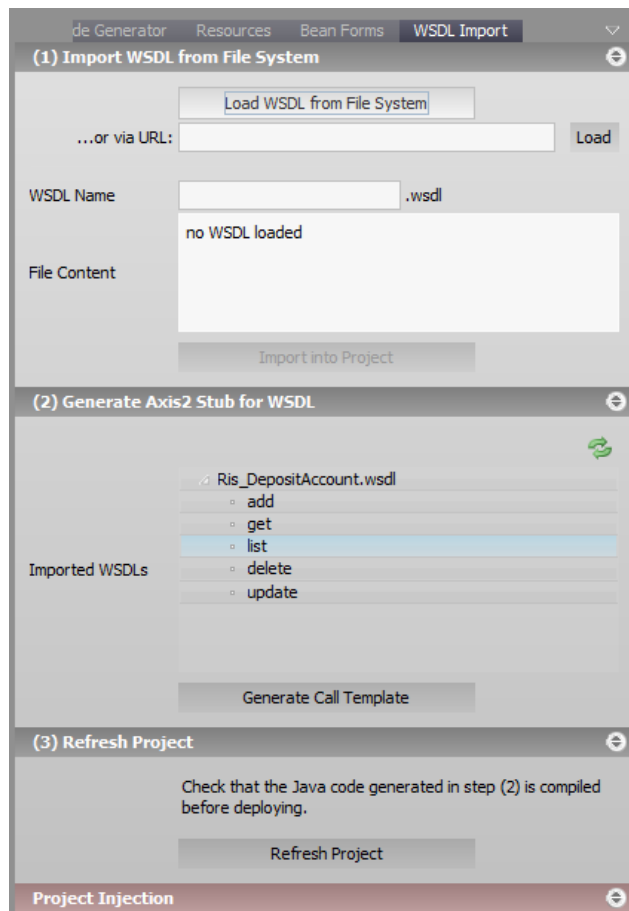 de Generator Resources Bean Forms WSDL Import
(1) Import WSDL from File System
Load WSDL from File System
...or via URL: Load
WSDL Name .wsdl
no WSDL loaded
File Content
Import into Project
(2) Generate Axis2 Stub for WSDL
Ris_DepositAccount.wsdl
add
get
list
Imported WSDLs delete
update
Generate Call Template
(3) Refresh Project
Check that the Java code generated in step (2) is compiled
before deploying.
Refresh Project
Project Injection